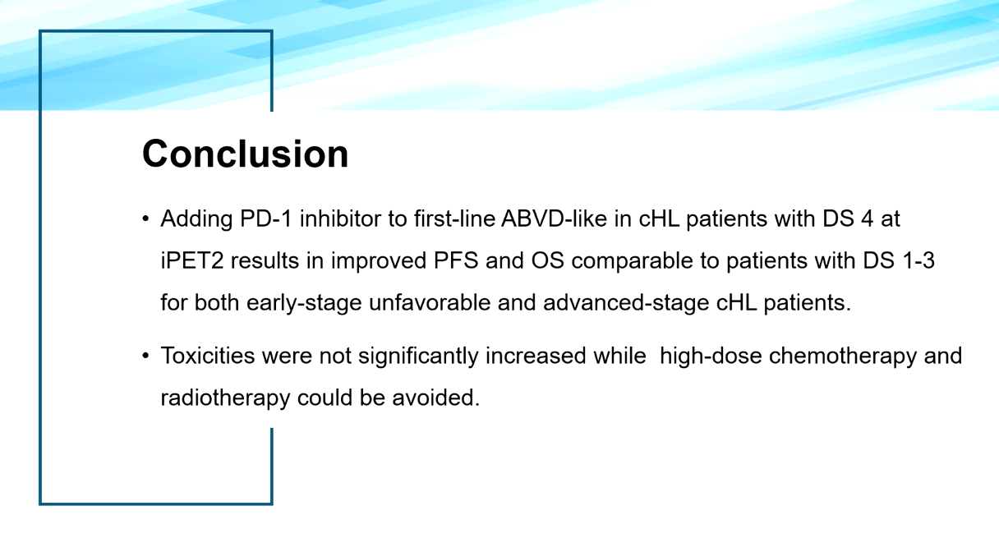 Conclusion
• Adding PD-1 inhibitor to first-line ABVD-like in cHL patients with DS 4 at
iPET2 results in improved PFS and OS comparable to patients with DS 1-3
for both early-stage unfavorable and advanced-stage cHL patients.
• Toxicities were not significantly increased while  high-dose chemotherapy and
radiotherapy could be avoided.